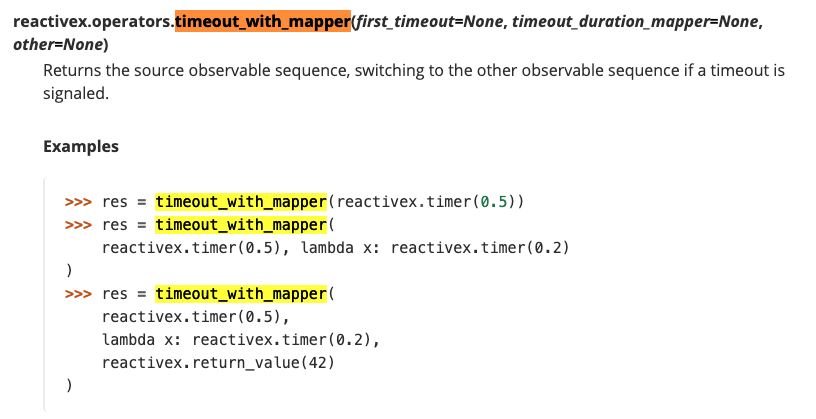 reactivex.operators.timeout_with_mapper(first_timeout=None, timeout_duration_mapper=None,
other=None)
Returns the source observable sequence, switching to the other observable sequence if a timeout is
signaled.
Examples
>>> res = timeout_with_mapper(reactivex.timer(0.5))
>>> res = timeout_with_mapper(
    reactivex.timer(0.5), lambda x: reactivex.timer(0.2)
)
>>> res = timeout_with_mapper(
    reactivex.timer(0.5),
    lambda x: reactivex.timer(0.2),
    reactivex.return_value(42)
)